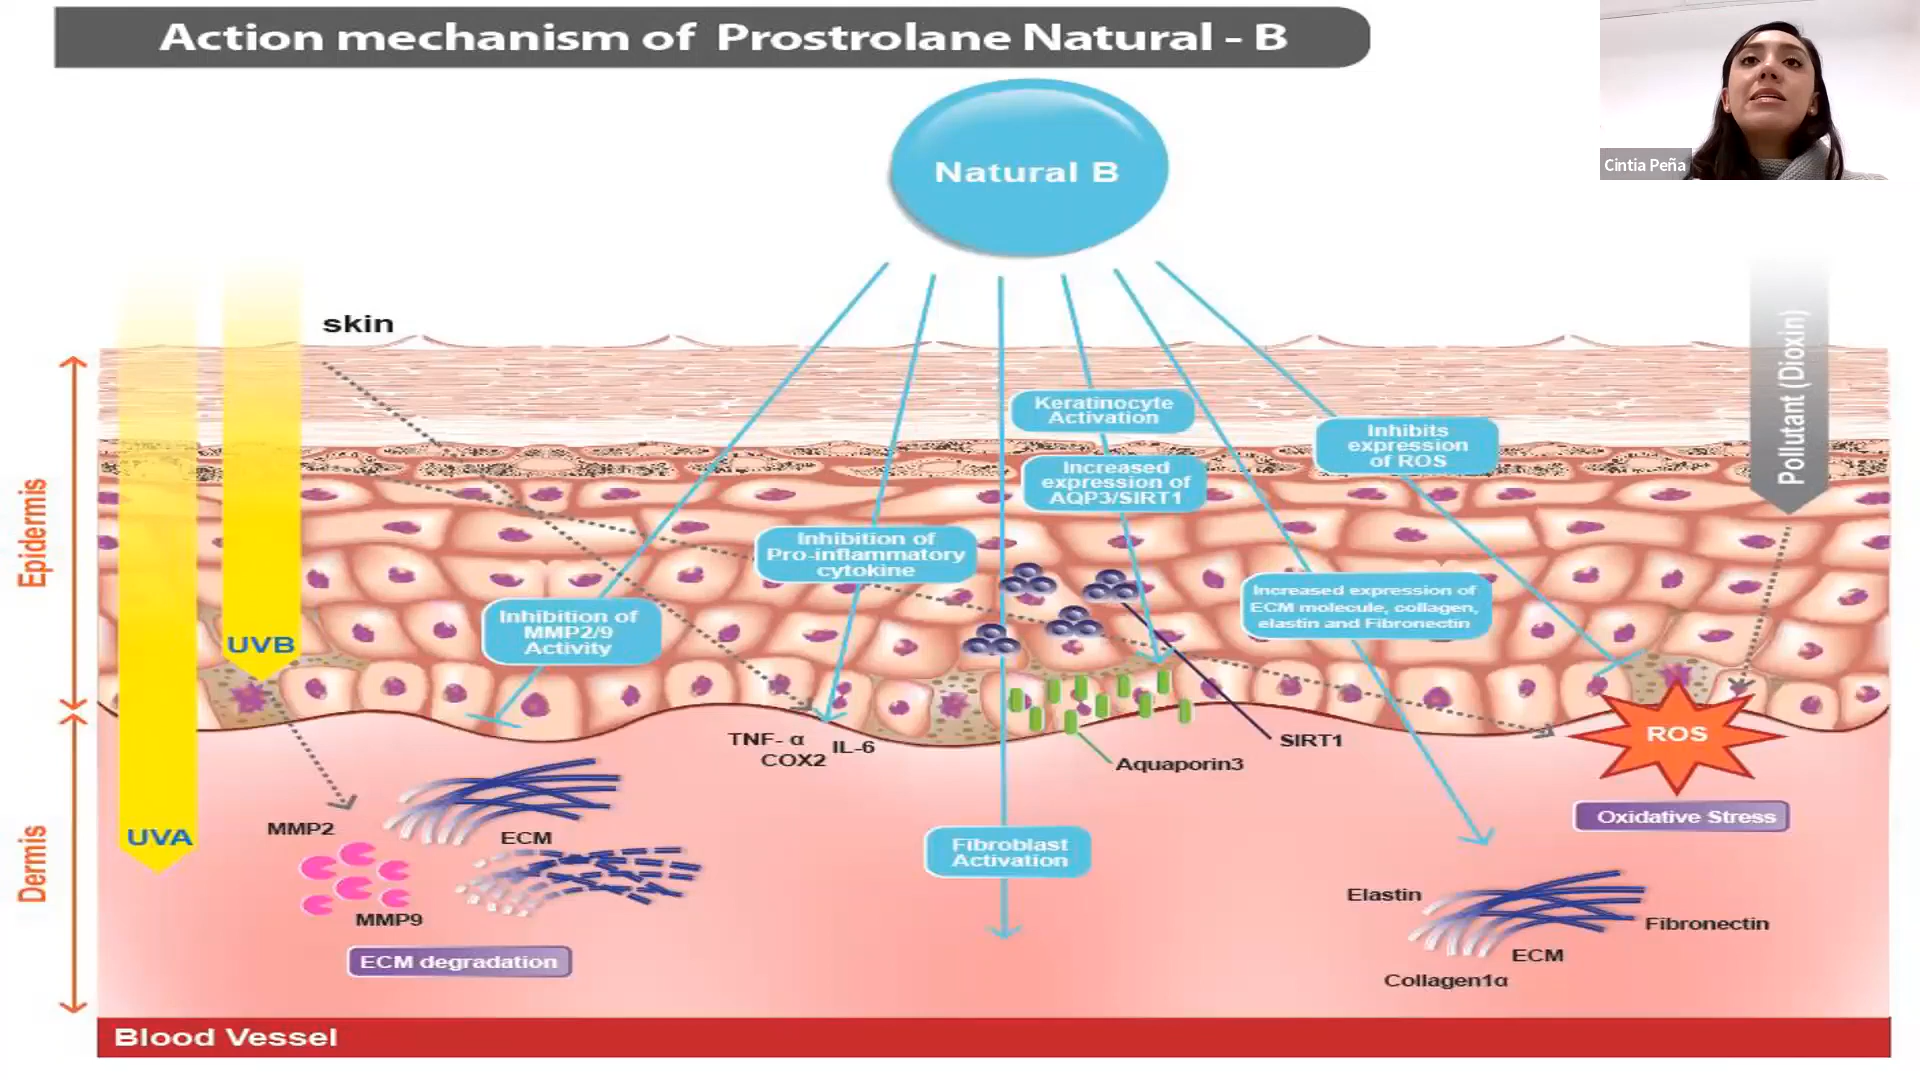 Action mechanism of Prostrolane Natural - B
Cintia Peña
Natural B
skin
Pollutant (Dioxin)
Keratinocyte
Activation
Inhibits
expression
of ROS
Increased
expression of
AQP3/SIRT1
Epidermis
Inhibition of
Pro-inflammatory
cytokine
Increased expression of
ECM molecule, collagen,
elastin and Fibronectin
Inhibition of
MMP2/9
Activity
UVB
TNF- α
IL-6
COX2
SIRT1
Aquaporin3
ROS
Oxidative Stress
UVA
MMP2
ECM
Dermis
Fibroblast
Activation
MMP9
ECM degradation
Elastin
Fibronectin
ECM
Collagen1α
Blood Vessel